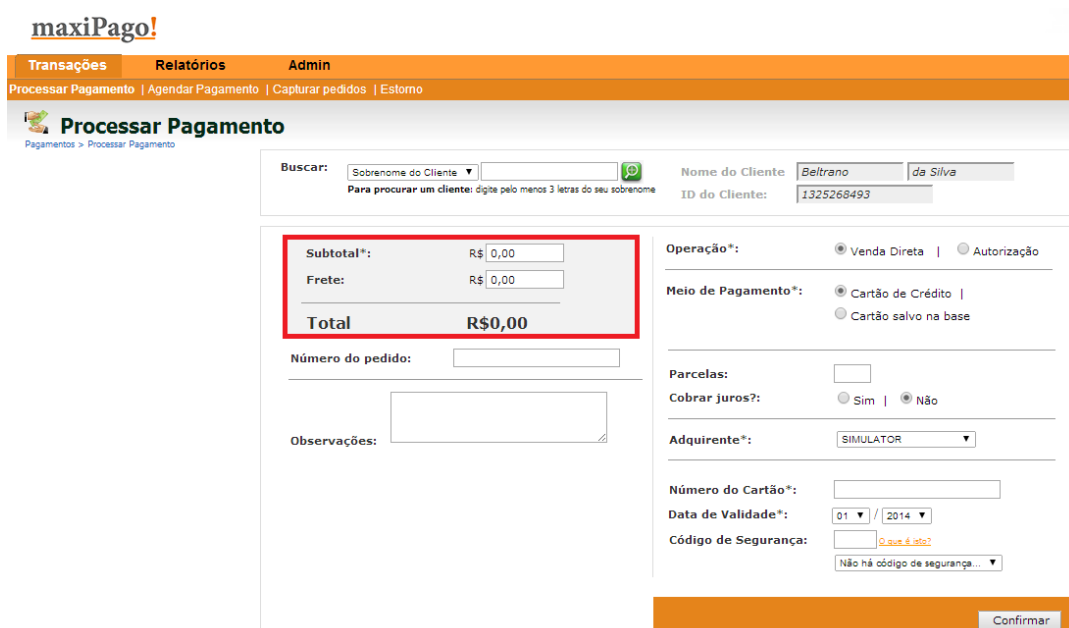 maxiPago!
Transações Relatórios Admin
Processar Pagamento | Agendar Pagamento | Capturar pedidos | Estorno
Processar Pagamento
Pagamentos > Processar Pagamento
Buscar: Sobrenome do Cliente
Para procurar um cliente: digite pelo menos 3 letras do seu sobrenome
Nome do Cliente Beltrano da Silva
ID do Cliente: 1325268493
Subtotal*: R$ 0,00
Frete: R$ 0,00
Total R$0,00
Número do pedido:
Observações:
Operação*: Venda Direta | Autorização
Meio de Pagamento*: Cartão de Crédito |
Cartão salvo na base
Parcelas:
Cobrar juros?: Sim | Não
Adquirente*: SIMULATOR
Número do Cartão*:
Data de Validade*: 01 / 2014
Código de Segurança: O que é isto?
Não há código de segurança...
Confirmar